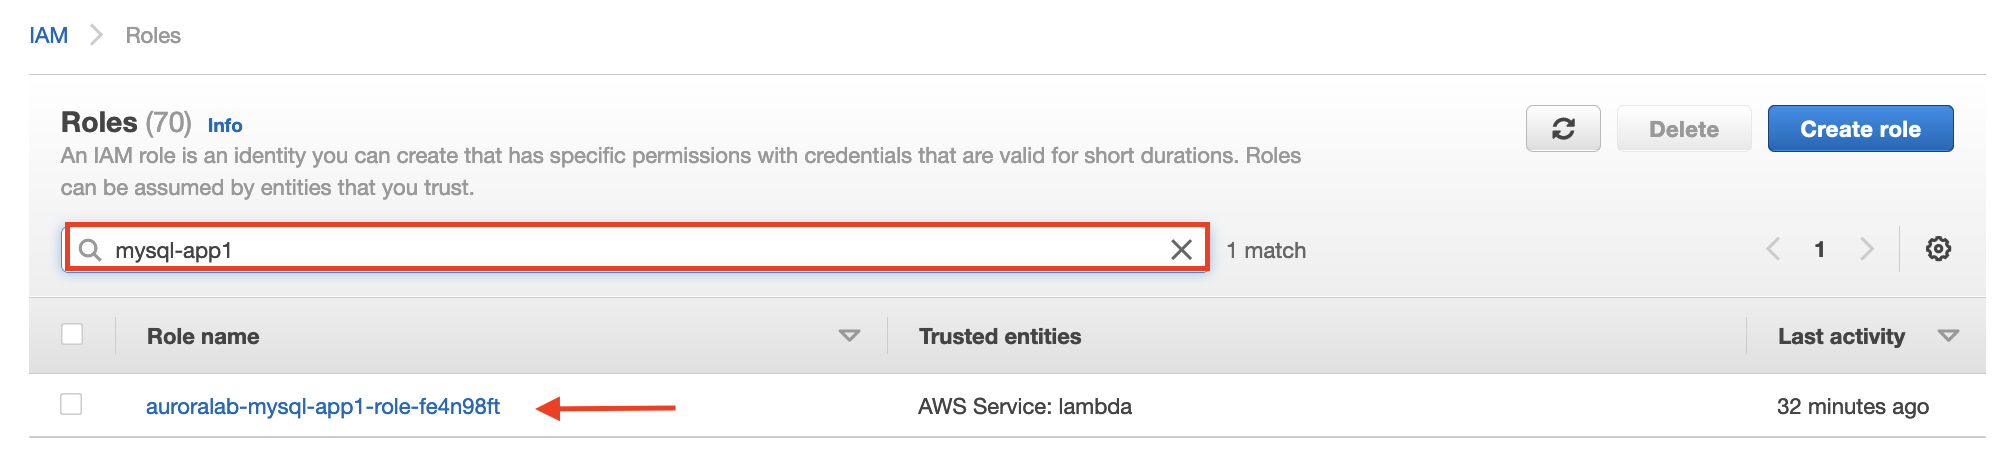 IAM Roles
Roles (70) Info
An IAM role is an identity you can create that has specific permissions with credentials that are valid for short durations. Roles
can be assumed by entities that you trust.
Delete Create role
mysql-app1 1 match 1
Role name Trusted entities Last activity
auroralab-mysql-app1-role-fe4n98ft AWS Service: lambda 32 minutes ago